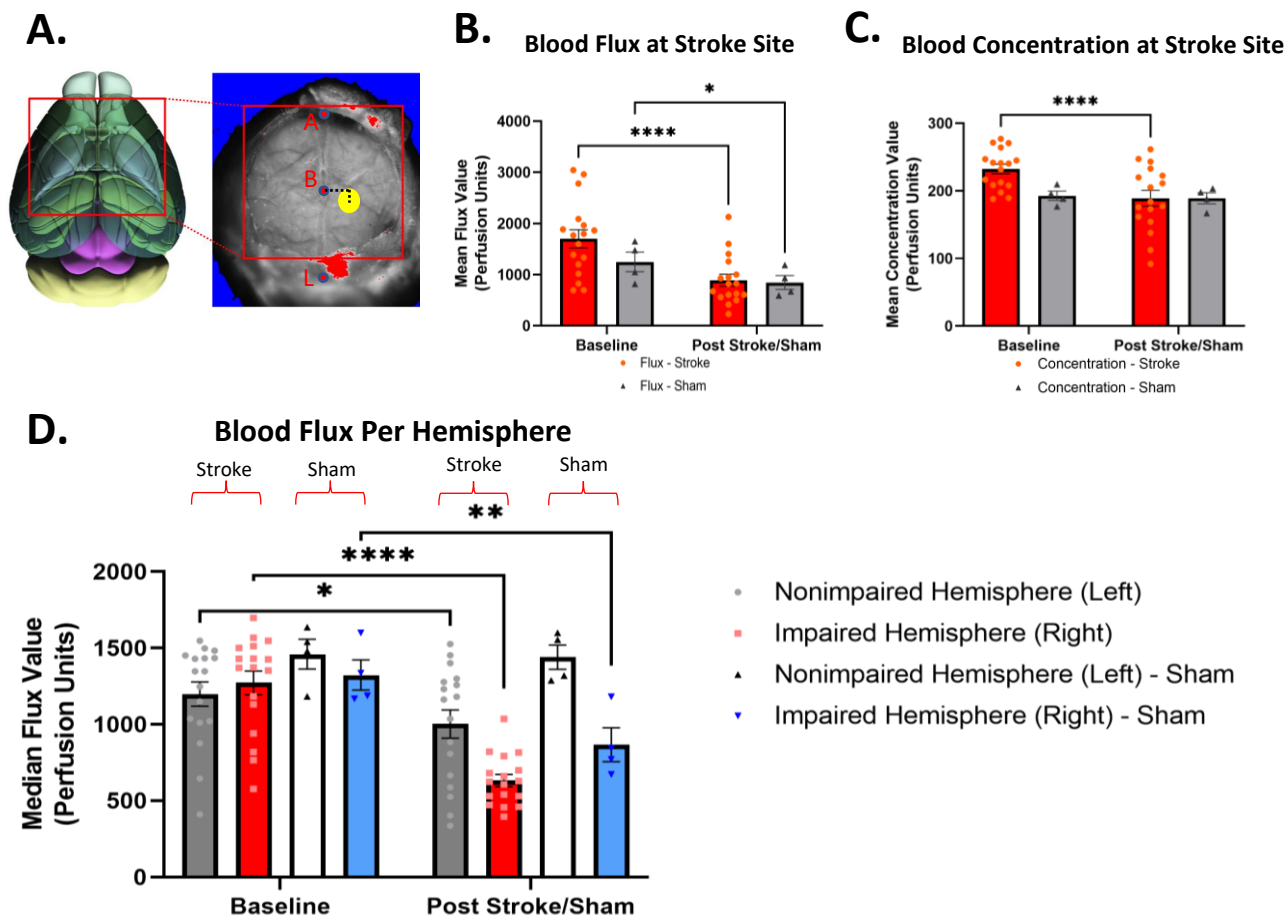 A.
A
B
L
B.
Blood Flux at Stroke Site
*
****
4000
3000
2000
1000
0
Mean Flux Value
(Perfusion Units)
Baseline
Post Stroke/Sham
Flux - Stroke
Flux - Sham
C.
Blood Concentration at Stroke Site
****
300
200
100
0
Mean Concentration Value
(Perfusion Units)
Baseline
Post Stroke/Sham
Concentration - Stroke
Concentration - Sham
D.
Blood Flux Per Hemisphere
Stroke
Sham
Stroke
Sham
**
****
*
2000
1500
1000
500
0
Median Flux Value
(Perfusion Units)
Baseline
Post Stroke/Sham
Nonimpaired Hemisphere (Left)
Impaired Hemisphere (Right)
Nonimpaired Hemisphere (Left) - Sham
Impaired Hemisphere (Right) - Sham